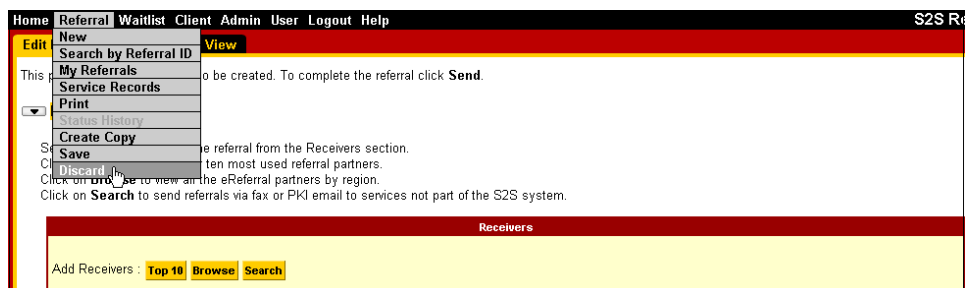 Home Referral Waitlist Client Admin User Logout Help S2S Re
Edit View
New
Search by Referral ID
My Referrals
Service Records
Print
Status History
Create Copy
Save
Discard
This o be created. To complete the referral click Send.
e referral from the Receivers section.
ten most used referral partners.
Click on Browse to view all the eReferral partners by region.
Click on Search to send referrals via fax or PKI email to services not part of the S2S system.
Receivers
Add Receivers : Top 10 Browse Search